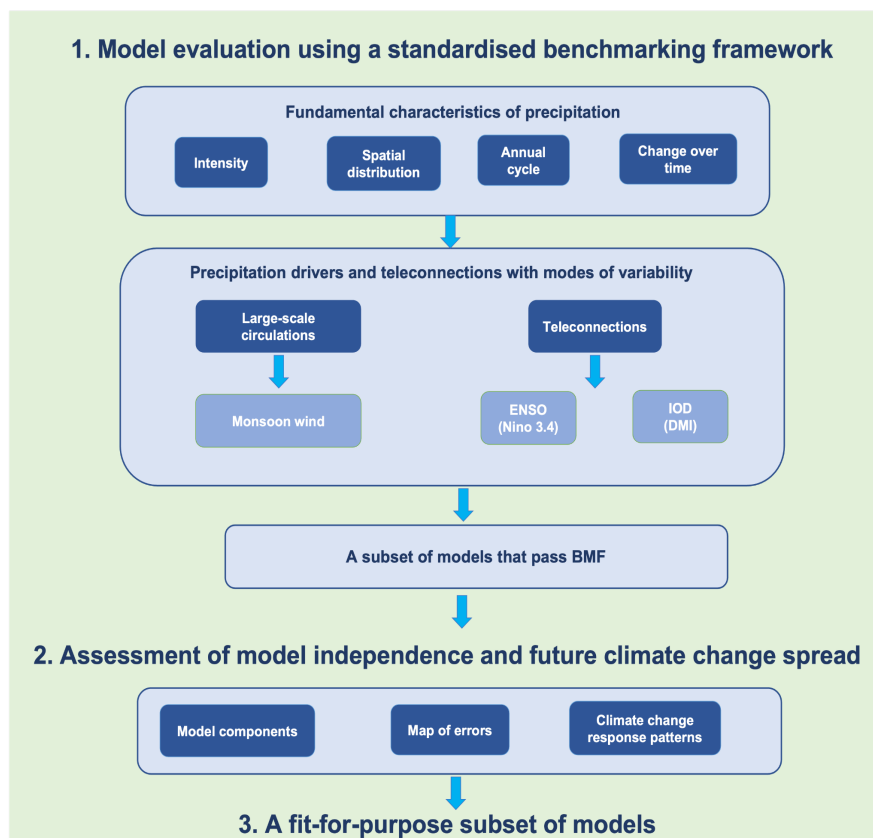 1. Model evaluation using a standardised benchmarking framework
Fundamental characteristics of precipitation
Intensity
Spatial
distribution
Annual
cycle
Change over
time
Precipitation drivers and teleconnections with modes of variability
Large-scale
circulations
Teleconnections
Monsoon wind
ENSO
(Nino 3.4)
IOD
(DMI)
A subset of models that pass BMF
2. Assessment of model independence and future climate change spread
Model components
Map of errors
Climate change
response patterns
3. A fit-for-purpose subset of models